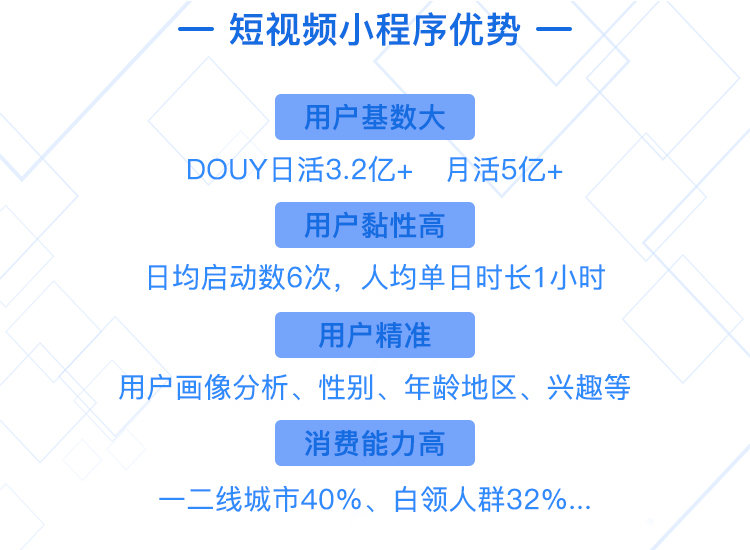 短视频小程序优势
用户基数大
DOUY日活3.2亿+ 月活5亿+
用户黏性高
日均启动数6次，人均单日时长1小时
用户精准
用户画像分析、性别、年龄地区、兴趣等
消费能力高
一二线城市40%、白领人群32%...